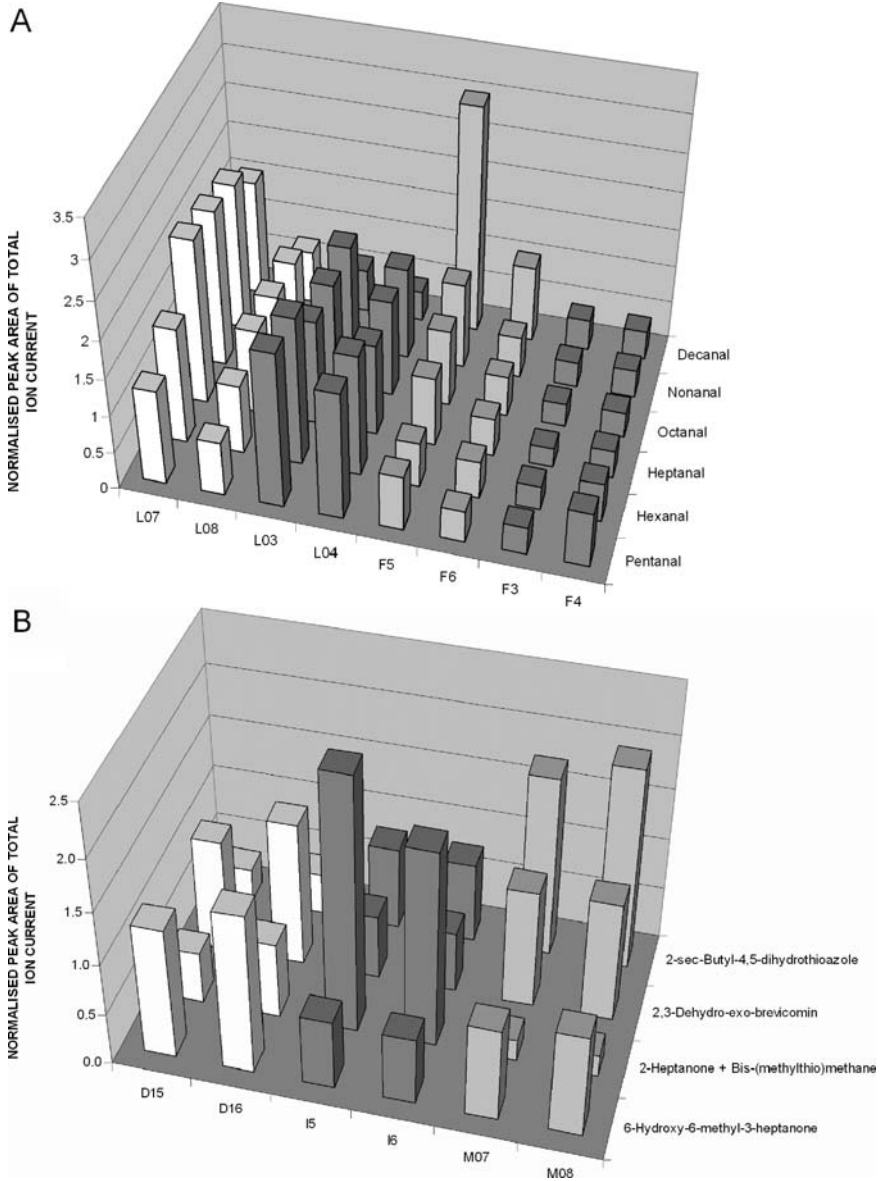 A
NORMALISED PEAK AREA OF TOTAL
ION CURRENT
3.5
3
2.5
2
1.5
1
0.5
0
L07
L08
L03
L04
F5
F6
F3
F4
Decanal
Nonanal
Octanal
Heptanal
Hexanal
Pentanal
B
NORMALISED PEAK AREA OF TOTAL
ION CURRENT
2.5
2.0
1.5
1.0
0.5
0.0
D15
D16
I5
I6
M07
M08
2-sec-Butyl-4,5-dihydrothioazole
2,3-Dehydro-exo-brevicomin
2-Heptanone + Bis-(methylthio)methane
6-Hydroxy-6-methyl-3-heptanone